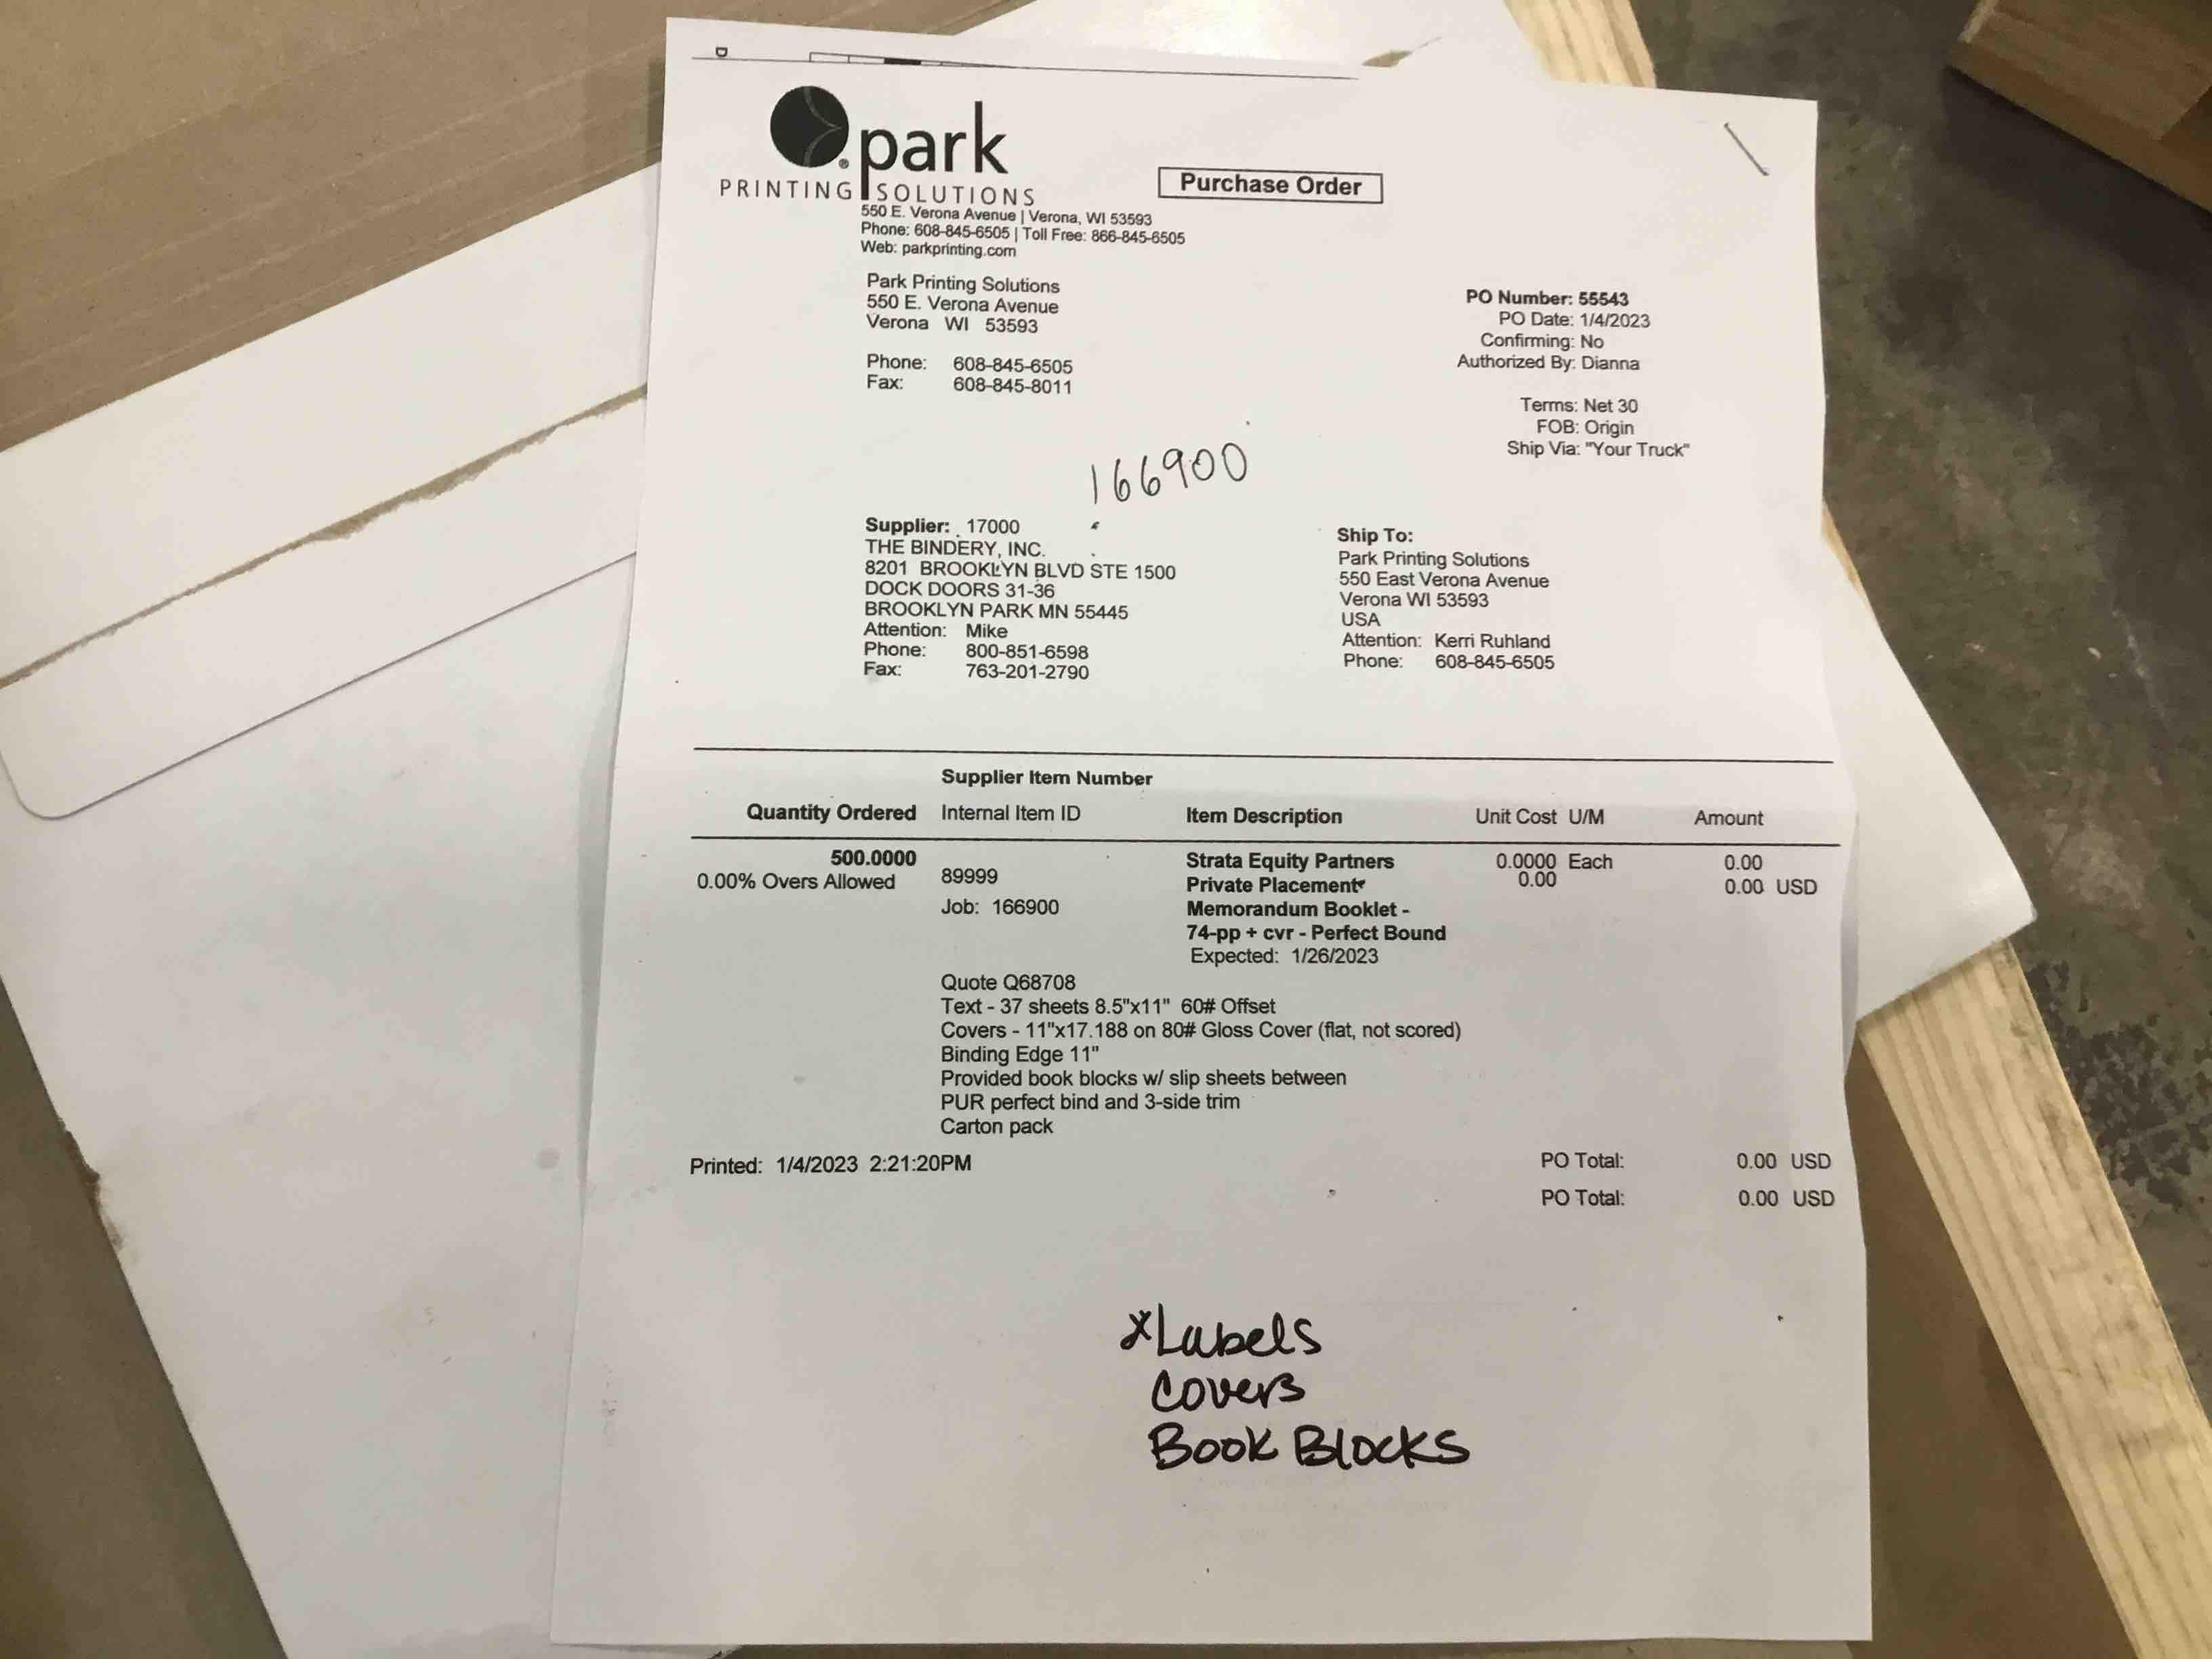 park
PRINTING SOLUTIONS
550 E. Verona Avenue | Verona, WI 53593
Phone: 608-845-6505 | Toll Free: 866-845-6505
Web: parkprinting.com
Purchase Order
Park Printing Solutions
550 E. Verona Avenue
Verona WI 53593
Phone: 608-845-6505
Fax: 608-845-8011
PO Number: 55543
PO Date: 1/4/2023
Confirming: No
Authorized By: Dianna
Terms: Net 30
FOB: Origin
Ship Via: "Your Truck"
166900
Supplier: 17000
THE BINDERY, INC.
8201 BROOKLYN BLVD STE 1500
DOCK DOORS 31-36
BROOKLYN PARK MN 55445
Attention: Mike
Phone: 800-851-6598
Fax: 763-201-2790
Ship To:
Park Printing Solutions
550 East Verona Avenue
Verona WI 53593
USA
Attention: Kerri Ruhland
Phone: 608-845-6505
Supplier Item Number
Quantity Ordered Internal Item ID Item Description Unit Cost U/M Amount
500.0000 Strata Equity Partners 0.0000 Each 0.00
0.00% Overs Allowed 89999 Private Placement 0.00 0.00 USD
Job: 166900 Memorandum Booklet -
74-pp + cvr - Perfect Bound
Expected: 1/26/2023
Quote Q68708
Text - 37 sheets 8.5"x11" 60# Offset
Covers - 11"x17.188 on 80# Gloss Cover (flat, not scored)
Binding Edge 11"
Provided book blocks w/ slip sheets between
PUR perfect bind and 3-side trim
Carton pack
Printed: 1/4/2023 2:21:20PM PO Total: 0.00 USD
PO Total: 0.00 USD
*Labels
Covers
Book Blocks